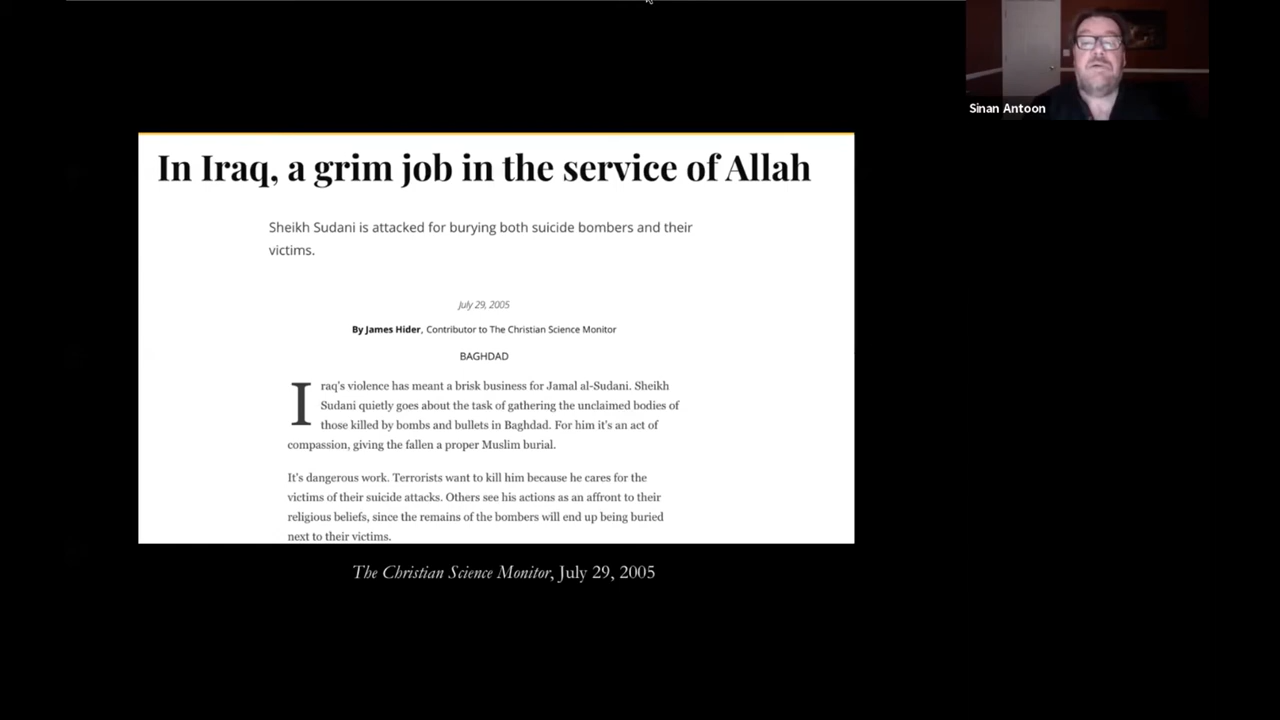 Sinan Antoon
In Iraq, a grim job in the service of Allah
Sheikh Sudani is attacked for burying both suicide bombers and their
victims.
July 29, 2005
By James Hider, Contributor to The Christian Science Monitor
BAGHDAD
Iraq's violence has meant a brisk business for Jamal al-Sudani. Sheikh
Sudani quietly goes about the task of gathering the unclaimed bodies of
those killed by bombs and bullets in Baghdad. For him it's an act of
compassion, giving the fallen a proper Muslim burial.
It's dangerous work. Terrorists want to kill him because he cares for the
victims of their suicide attacks. Others see his actions as an affront to their
religious beliefs, since the remains of the bombers will end up being buried
next to their victims.
The Christian Science Monitor, July 29, 2005